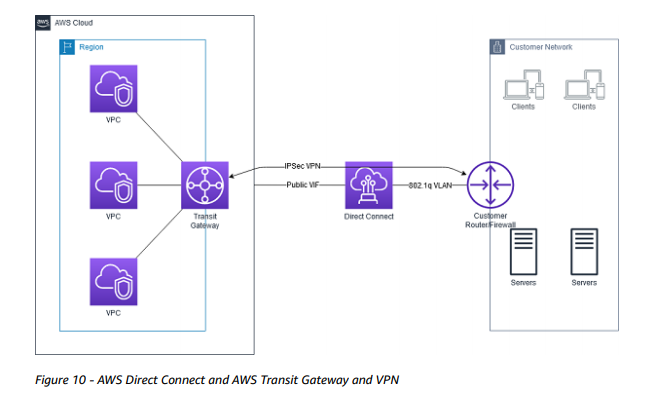 aws
AWS Cloud
Region
VPC
VPC
VPC
Transit
Gateway
IPSec VPN
Public VIF
Direct Connect
802.1q VLAN
Customer Network
Clients
Clients
Customer
Router/Firewall
Servers
Servers
Figure 10 - AWS Direct Connect and AWS Transit Gateway and VPN